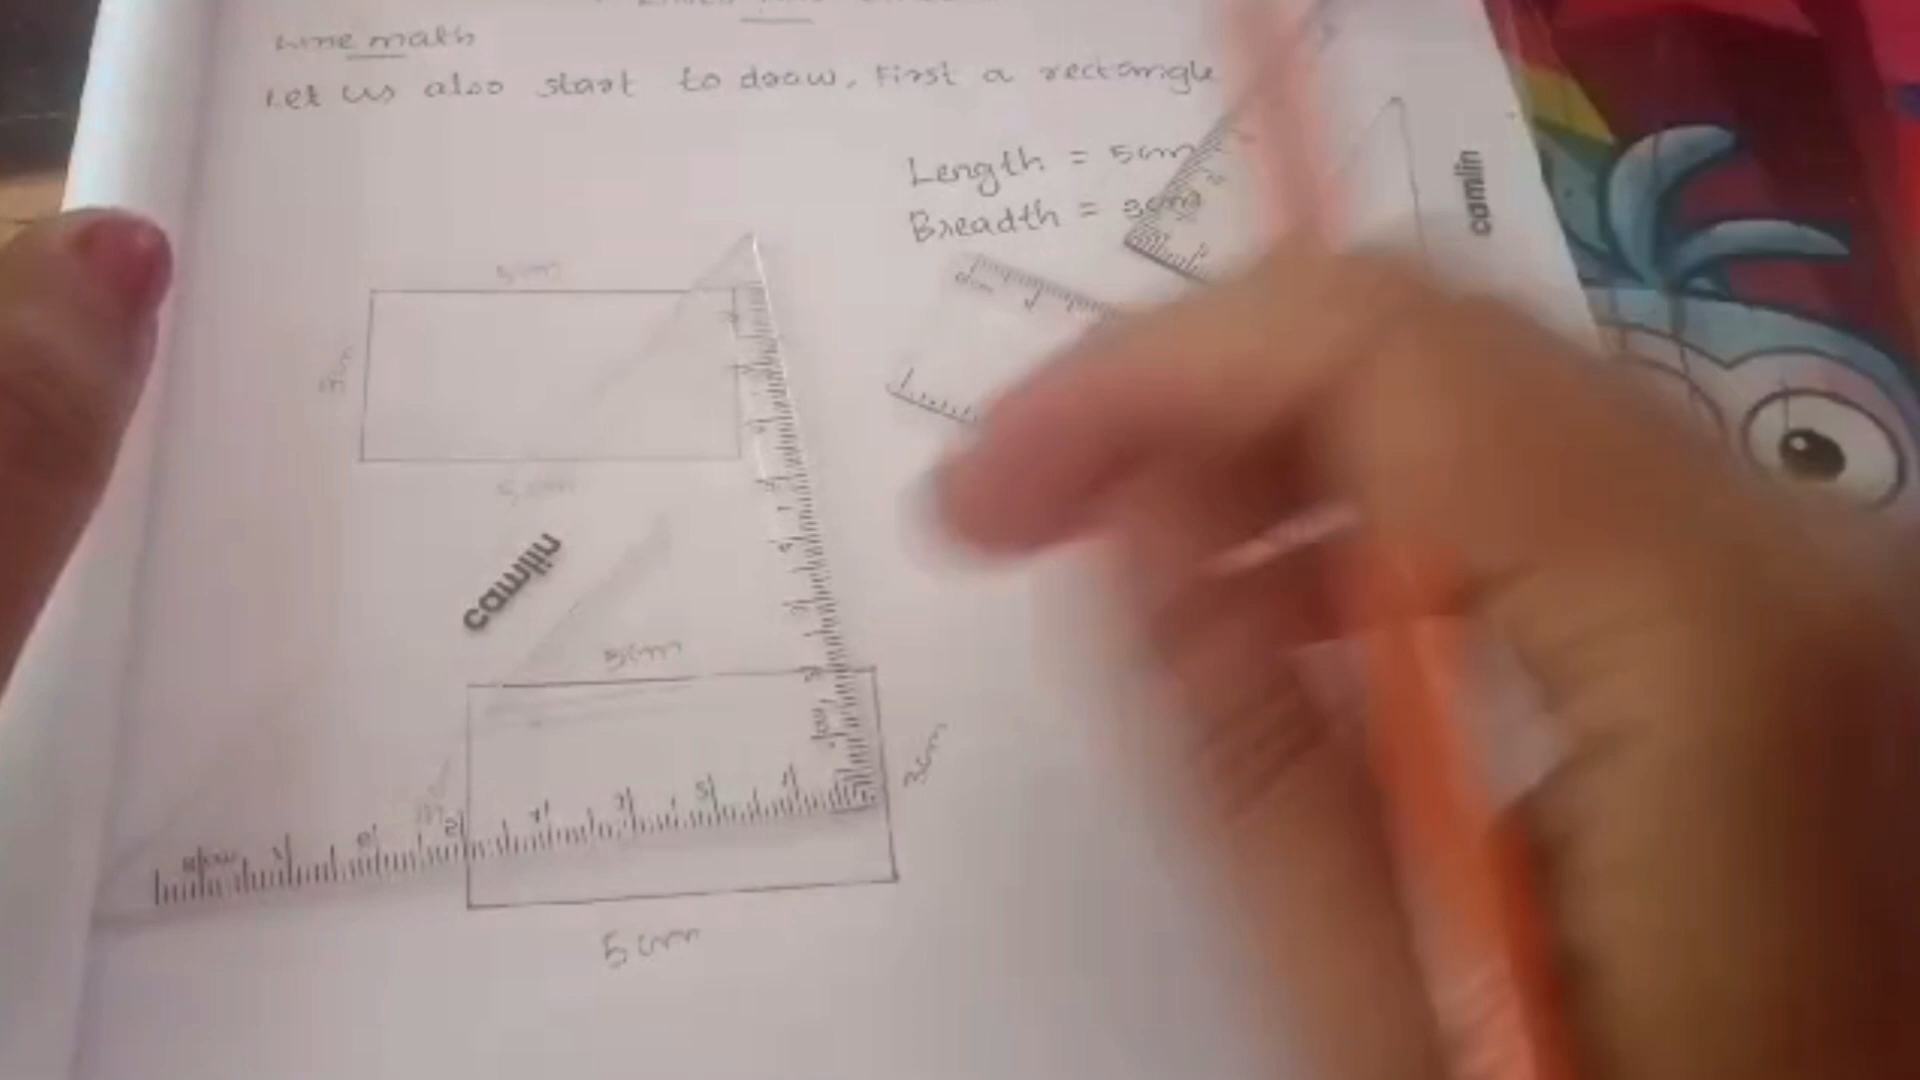 Line math
Let us also start to draw, First a rectangle
Length = 5cm
Breadth = 3cm
camlin
5cm
3cm
5cm
camlin
5cm
3cm
5cm